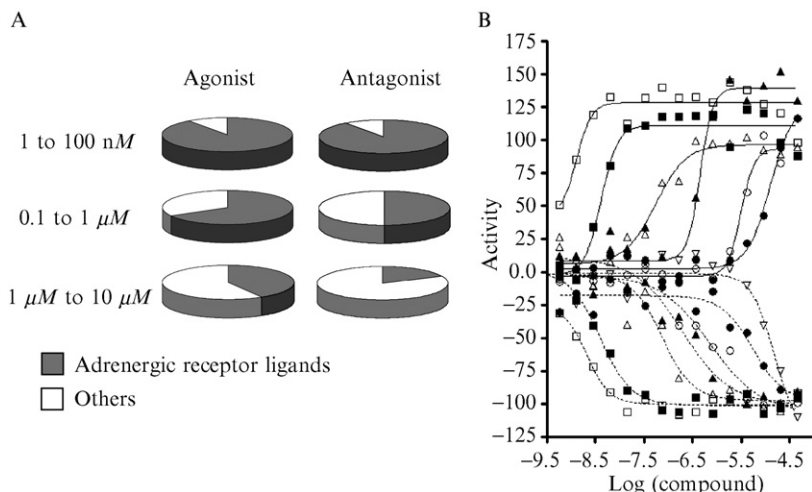 A
Agonist Antagonist
1 to 100 nM
0.1 to 1 μM
1 μM to 10 μM
Adrenergic receptor ligands
Others
B
Activity
175
150
125
100
75
50
25
0.0
−25
−50
−75
−100
−125
−9.5 −8.5 −7.5 −6.5 −5.5 −4.5
Log (compound)